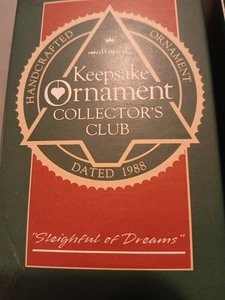 Hallmark
HANDCRAFTED
ORNAMENT
Keepsake
Ornament
COLLECTOR'S
CLUB
DATED 1988
"Sleighful of Dreams"